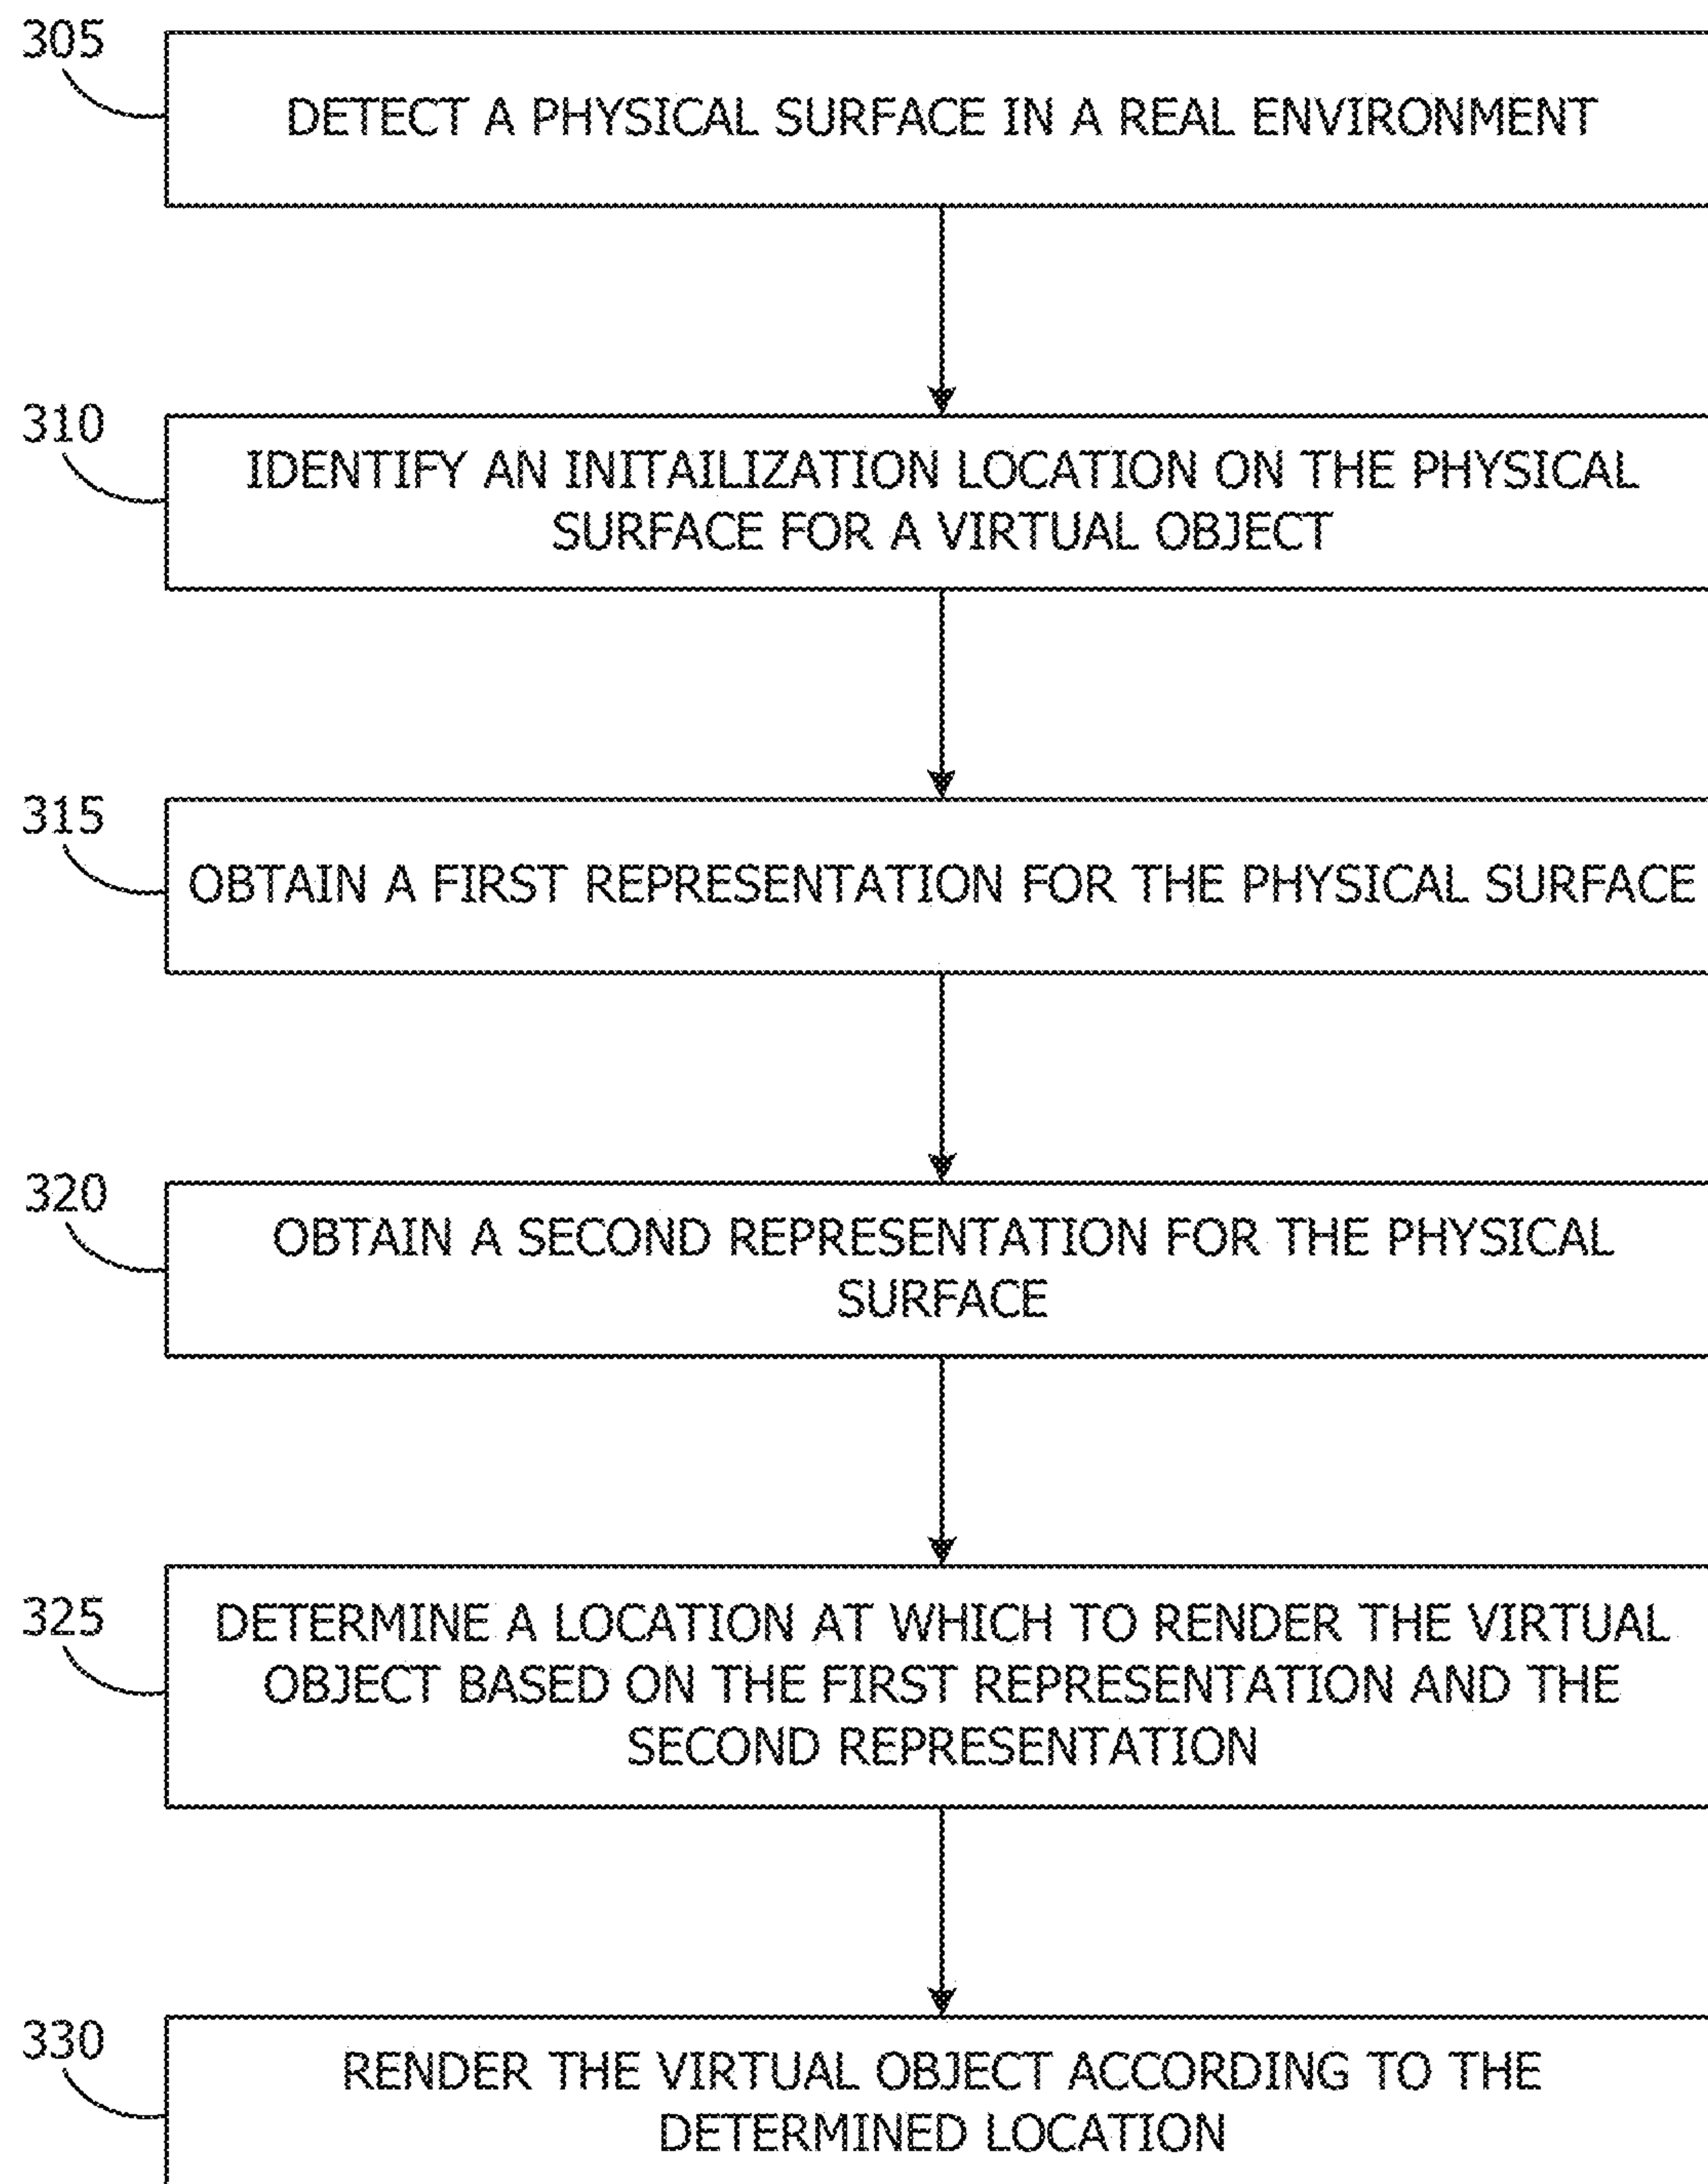 305
DETECT A PHYSICAL SURFACE IN A REAL ENVIRONMENT
310
IDENTIFY AN INITAILIZATION LOCATION ON THE PHYSICAL
SURFACE FOR A VIRTUAL OBJECT
315
OBTAIN A FIRST REPRESENTATION FOR THE PHYSICAL SURFACE
320
OBTAIN A SECOND REPRESENTATION FOR THE PHYSICAL
SURFACE
325
DETERMINE A LOCATION AT WHICH TO RENDER THE VIRTUAL
OBJECT BASED ON THE FIRST REPRESENTATION AND THE
SECOND REPRESENTATION
330
RENDER THE VIRTUAL OBJECT ACCORDING TO THE
DETERMINED LOCATION